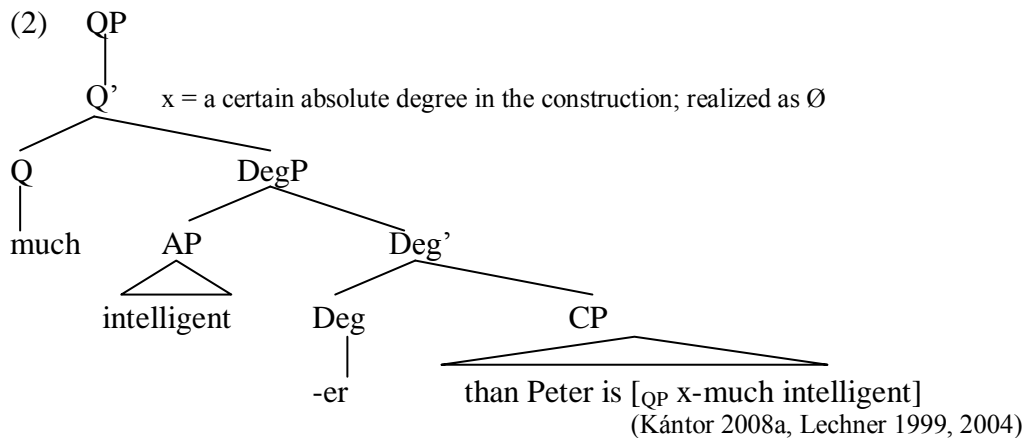 (2) QP
Q’ x = a certain absolute degree in the construction; realized as Ø
Q DegP
much AP Deg’
intelligent Deg CP
-er than Peter is [QP x-much intelligent]
(Kántor 2008a, Lechner 1999, 2004)